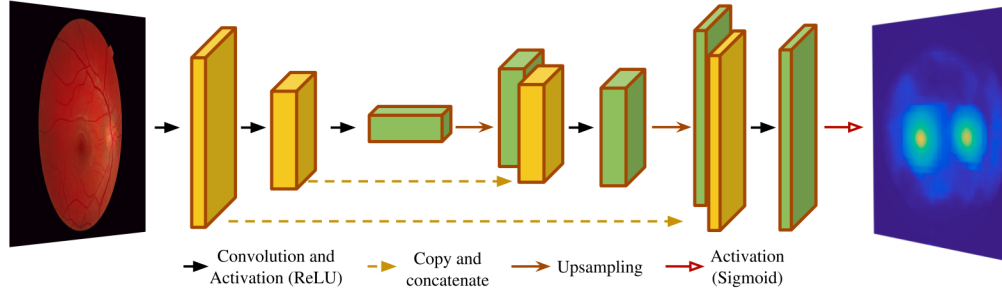 Convolution and
Activation (ReLU)
Copy and
concatenate
Upsampling
Activation
(Sigmoid)